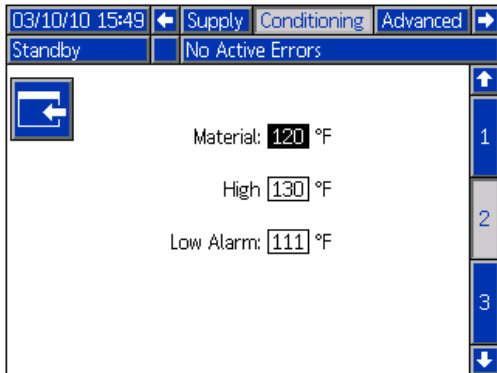 03/10/10 15:49 Supply Conditioning Advanced
Standby No Active Errors
Material: 120 °F
1
High 130 °F
2
Low Alarm: 111 °F
3